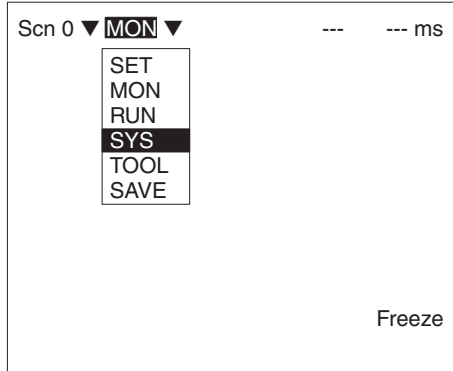 Scn 0 ▼ MON ▼ --- --- ms
SET
MON
RUN
SYS
TOOL
SAVE
Freeze